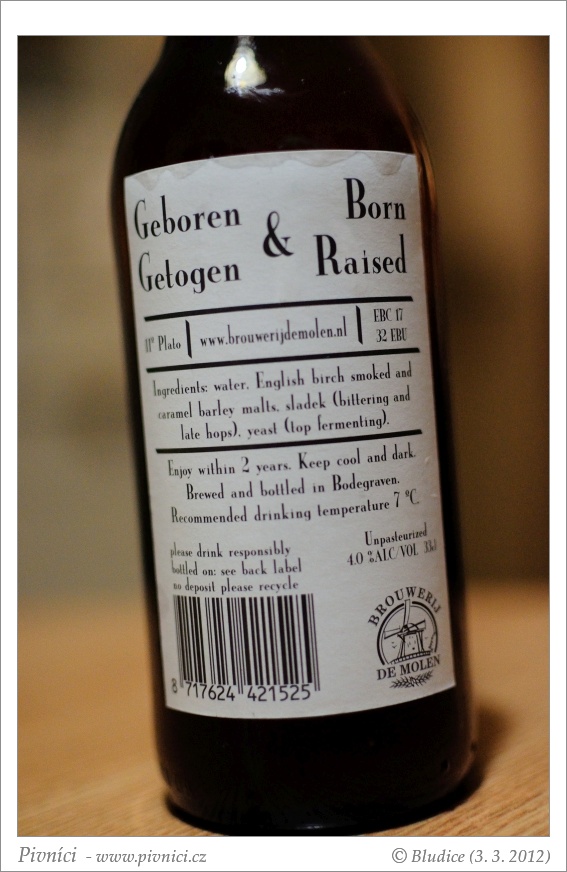 Geboren & Born
Getogen Raised
11° Plato
www.brouwerijdemolen.nl
EBC 17
32 EBU
Ingredients: water, English birch smoked and
caramel barley malts, sladek (bittering and
late hops), yeast (top fermenting).
Enjoy within 2 years. Keep cool and dark.
Brewed and bottled in Bodegraven.
Recommended drinking temperature 7 °C
please drink responsibly
bottled on: see back label
no deposit please recycle
Unpasteurized
4.0 %ALC/VOL 33cl
8 717624 421525
BROUWERIJ
DE MOLEN
Pivníci - www.pivnici.cz
© Bludice (3. 3. 2012)